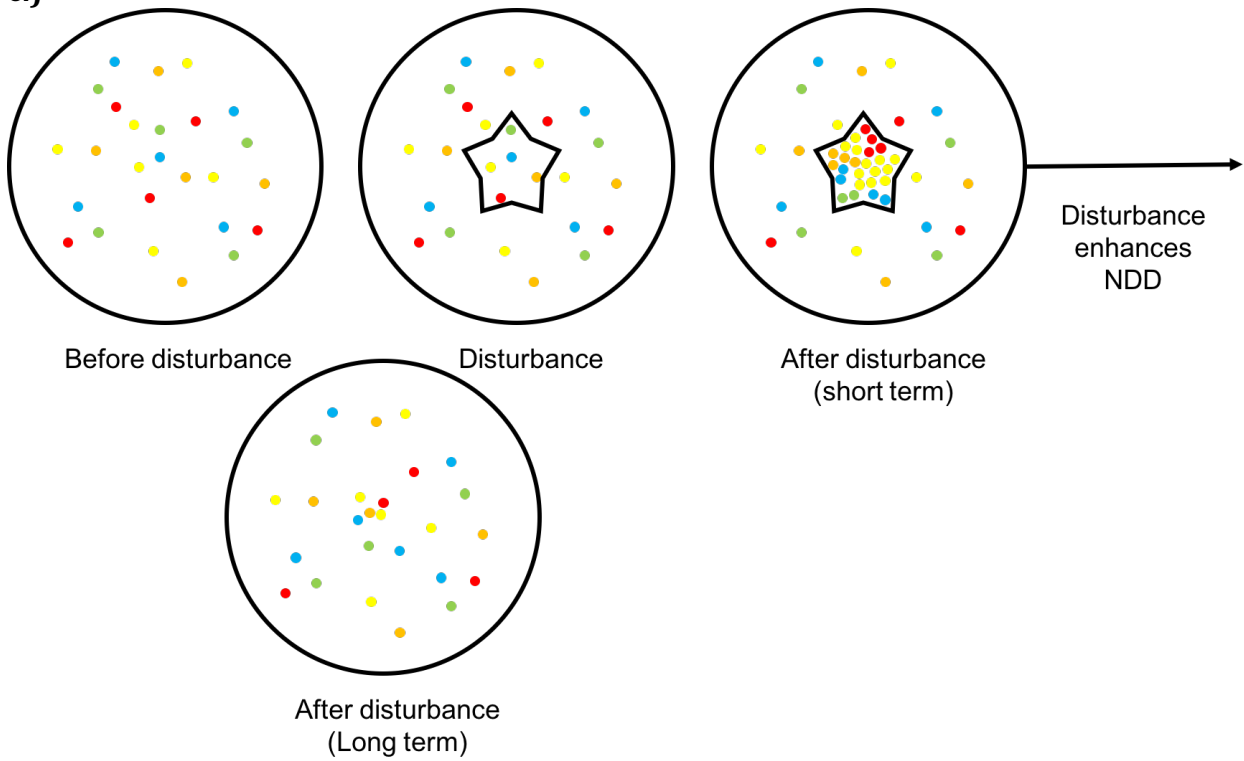 Before disturbance
Disturbance
After disturbance
(short term)
Disturbance
enhances
NDD
After disturbance
(Long term)